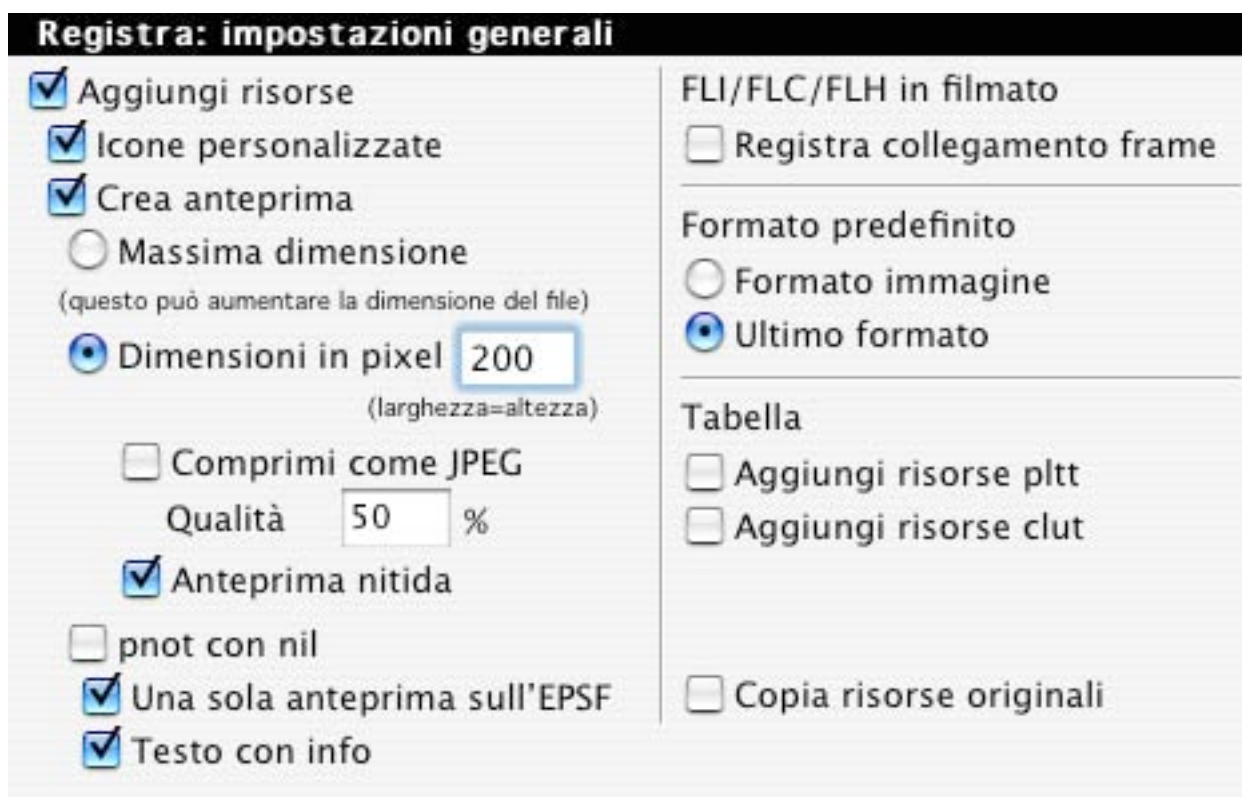 Registra: impostazioni generali
Aggiungi risorse
Icone personalizzate
Crea anteprima
Massima dimensione
(questo può aumentare la dimensione del file)
Dimensioni in pixel 200
(larghezza=altezza)
Comprimi come JPEG
Qualità 50 %
Anteprima nitida
pnot con nil
Una sola anteprima sull'EPSF
Testo con info
FLI/FLC/FLH in filmato
Registra collegamento frame
Formato predefinito
Formato immagine
Ultimo formato
Tabella
Aggiungi risorse pltt
Aggiungi risorse clut
Copia risorse originali